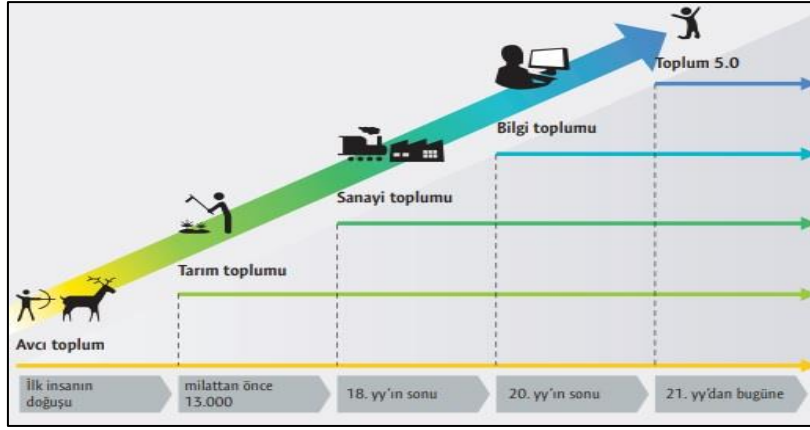 Toplum 5.0
Bilgi toplumu
Sanayi toplumu
Tarım toplumu
Avcı toplum
İlk insanın
doğuşu
milattan önce
13.000
18. yy'ın sonu
20. yy'ın sonu
21. yy'dan bugüne